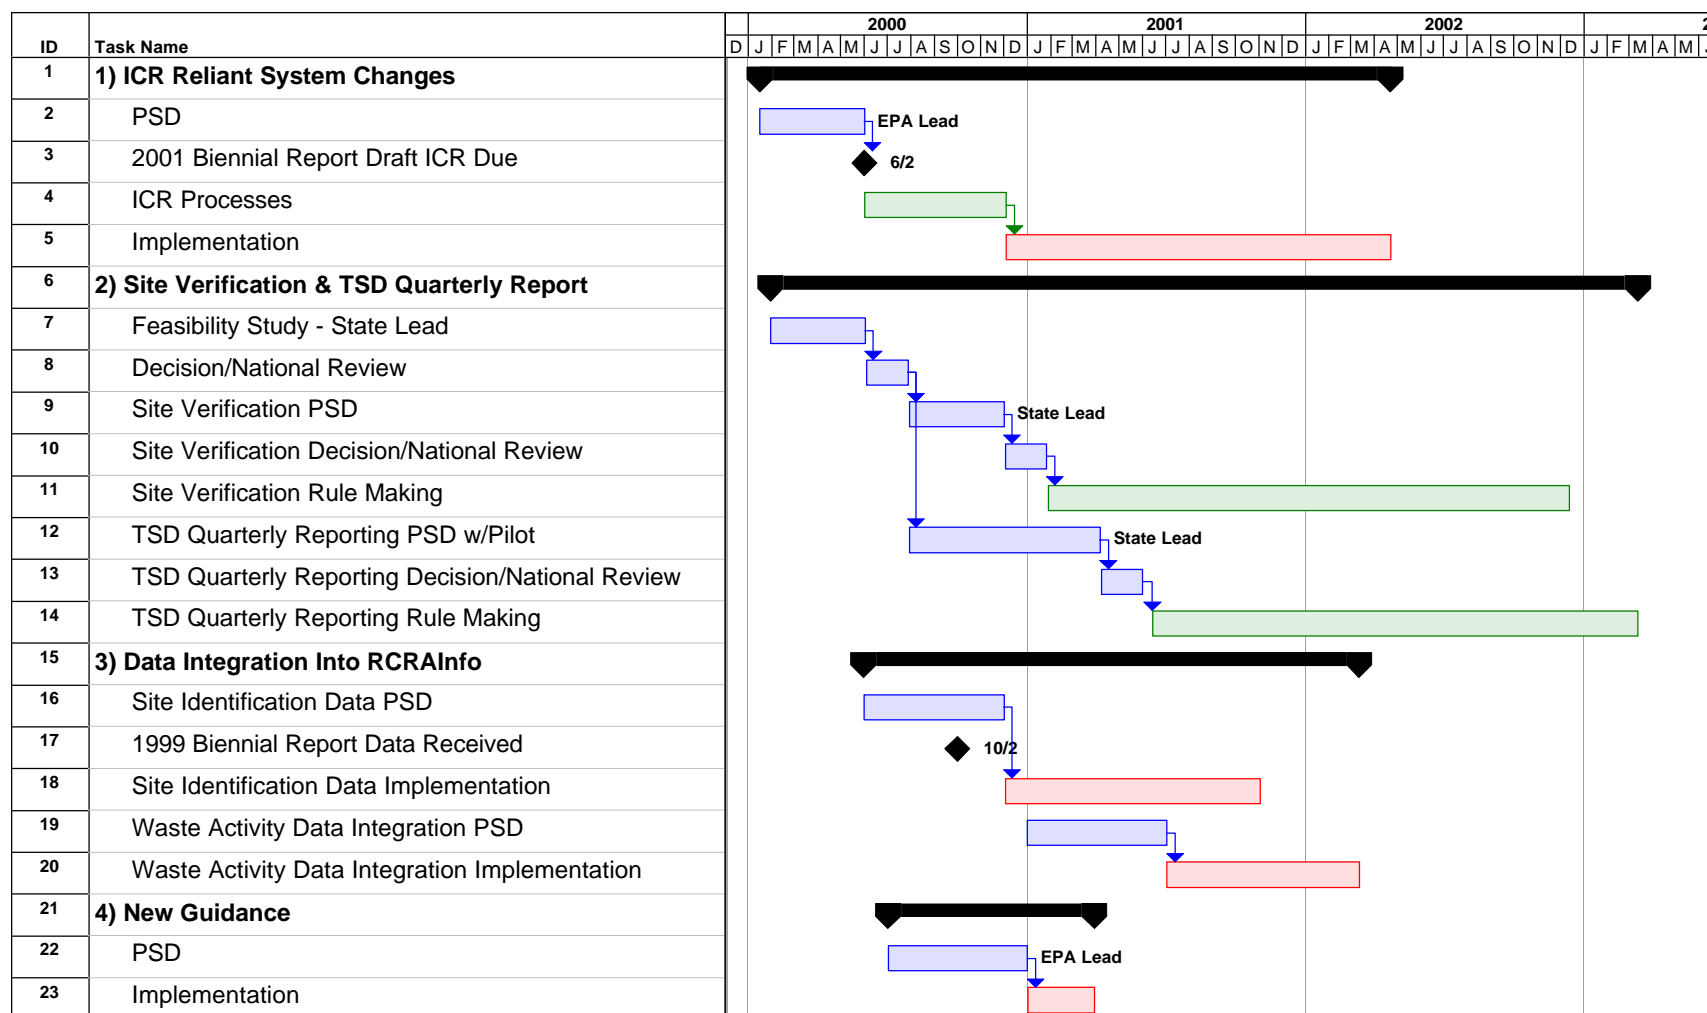 2000 2001 2002 2
ID Task Name D J F M A M J J A S O N D J F M A M J J A S O N D J F M A M J J A S O N D J F M A M J
1 1) ICR Reliant System Changes
2 PSD EPA Lead
3 2001 Biennial Report Draft ICR Due 6/2
4 ICR Processes
5 Implementation
6 2) Site Verification & TSD Quarterly Report
7 Feasibility Study - State Lead
8 Decision/National Review
9 Site Verification PSD State Lead
10 Site Verification Decision/National Review
11 Site Verification Rule Making
12 TSD Quarterly Reporting PSD w/Pilot State Lead
13 TSD Quarterly Reporting Decision/National Review
14 TSD Quarterly Reporting Rule Making
15 3) Data Integration Into RCRAInfo
16 Site Identification Data PSD
17 1999 Biennial Report Data Received 10/2
18 Site Identification Data Implementation
19 Waste Activity Data Integration PSD
20 Waste Activity Data Integration Implementation
21 4) New Guidance
22 PSD EPA Lead
23 Implementation